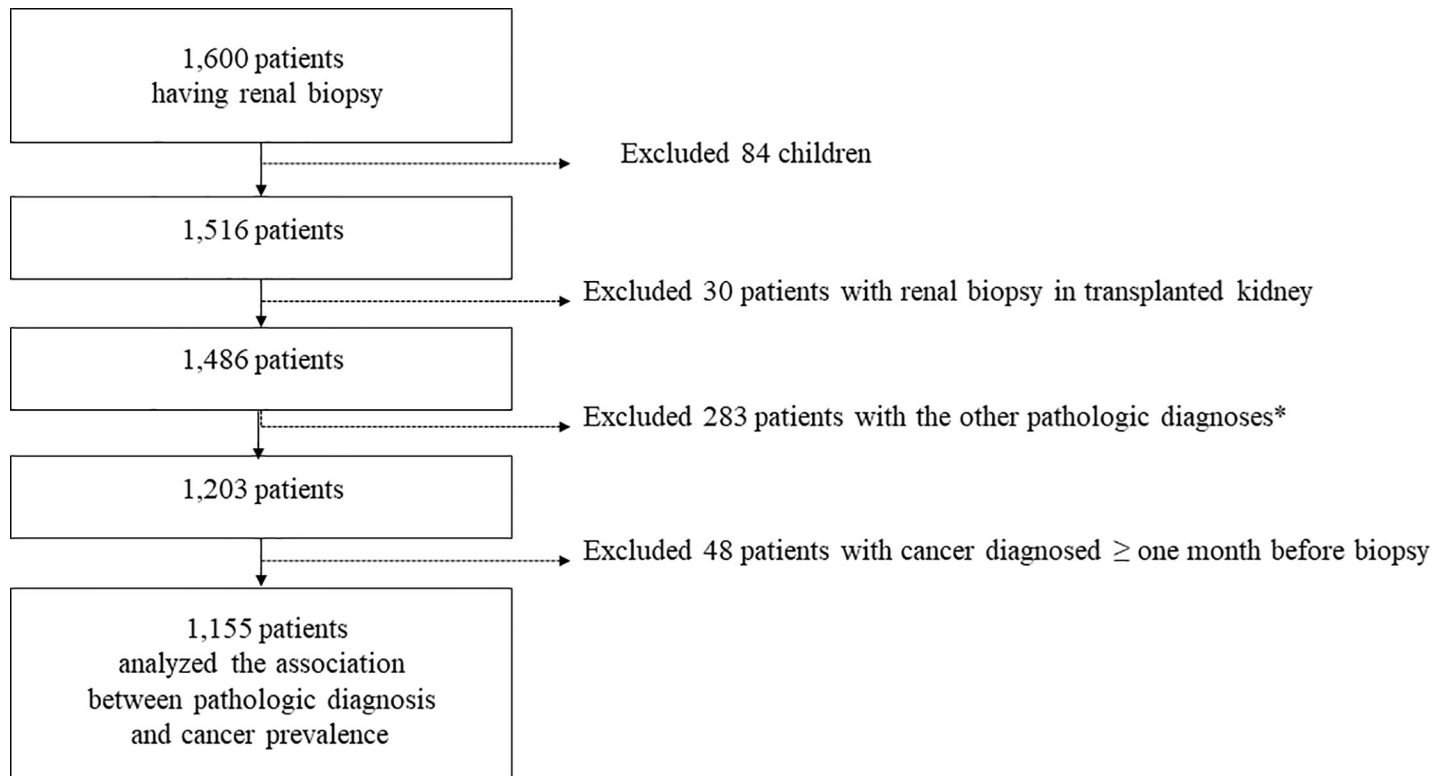 1,600 patients
having renal biopsy
Excluded 84 children
1,516 patients
Excluded 30 patients with renal biopsy in transplanted kidney
1,486 patients
Excluded 283 patients with the other pathologic diagnoses*
1,203 patients
Excluded 48 patients with cancer diagnosed ≥ one month before biopsy
1,155 patients
analyzed the association
between pathologic diagnosis
and cancer prevalence